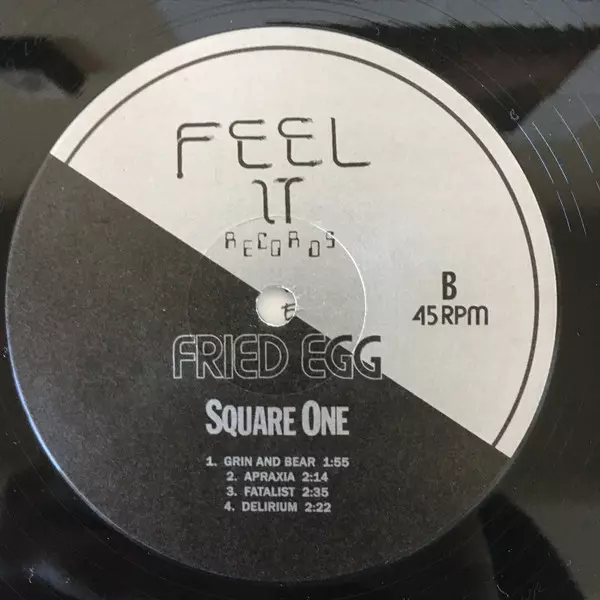 FEEL
IT
RECORDS
B
45 RPM
FRIED EGG
SQUARE ONE
1. GRIN AND BEAR 1:55
2. APRAXIA 2:14
3. FATALIST 2:35
4. DELIRIUM 2:22